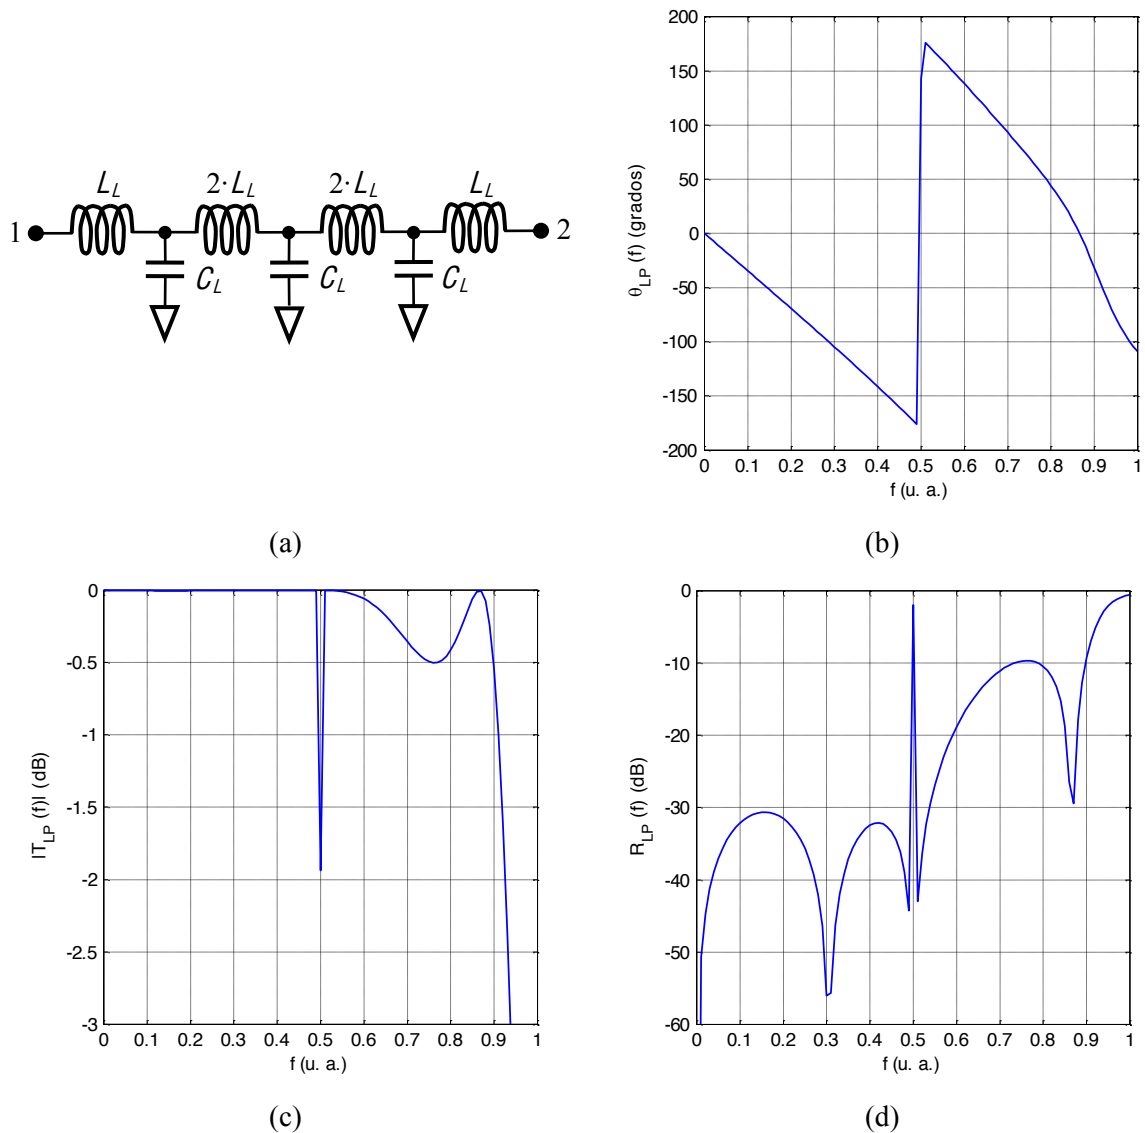 L_L 2·L_L 2·L_L L_L
1 2
C_L C_L C_L
(a)
200
150
100
50
0
-50
-100
-150
-200
θ_LP (f) (grados)
0 0.1 0.2 0.3 0.4 0.5 0.6 0.7 0.8 0.9 1
f (u. a.)
(b)
0
-0.5
-1
-1.5
-2
-2.5
-3
|T_LP (f)| (dB)
0 0.1 0.2 0.3 0.4 0.5 0.6 0.7 0.8 0.9 1
f (u. a.)
(c)
0
-10
-20
-30
-40
-50
-60
R_LP (f) (dB)
0 0.1 0.2 0.3 0.4 0.5 0.6 0.7 0.8 0.9 1
f (u. a.)
(d)